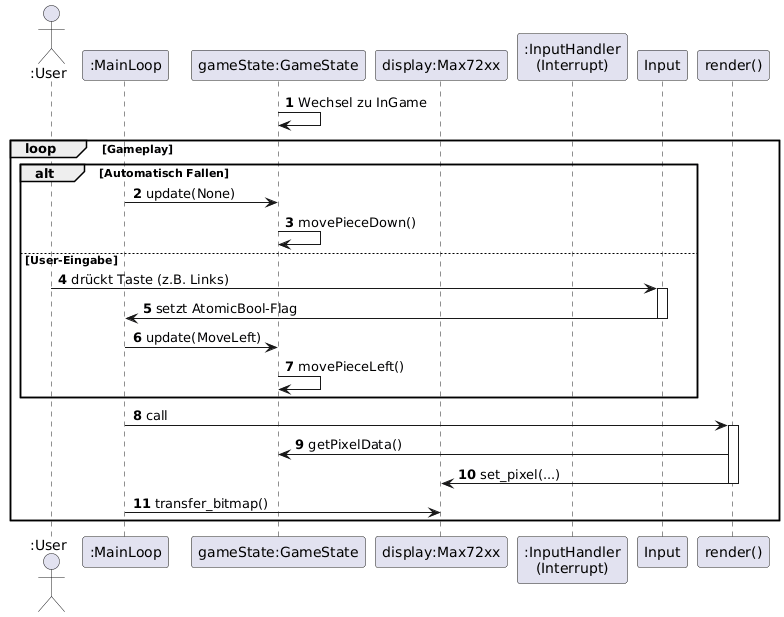 :User
:MainLoop
gameState:GameState
display:Max72xx
:InputHandler
(Interrupt)
Input
render()
1 Wechsel zu InGame
loop [Gameplay]
alt [Automatisch Fallen]
2 update(None)
3 movePieceDown()
[User-Eingabe]
4 drückt Taste (z.B. Links)
5 setzt AtomicBool-Flag
6 update(MoveLeft)
7 movePieceLeft()
8 call
9 getPixelData()
10 set_pixel(...)
11 transfer_bitmap()
:User
:MainLoop
gameState:GameState
display:Max72xx
:InputHandler
(Interrupt)
Input
render()